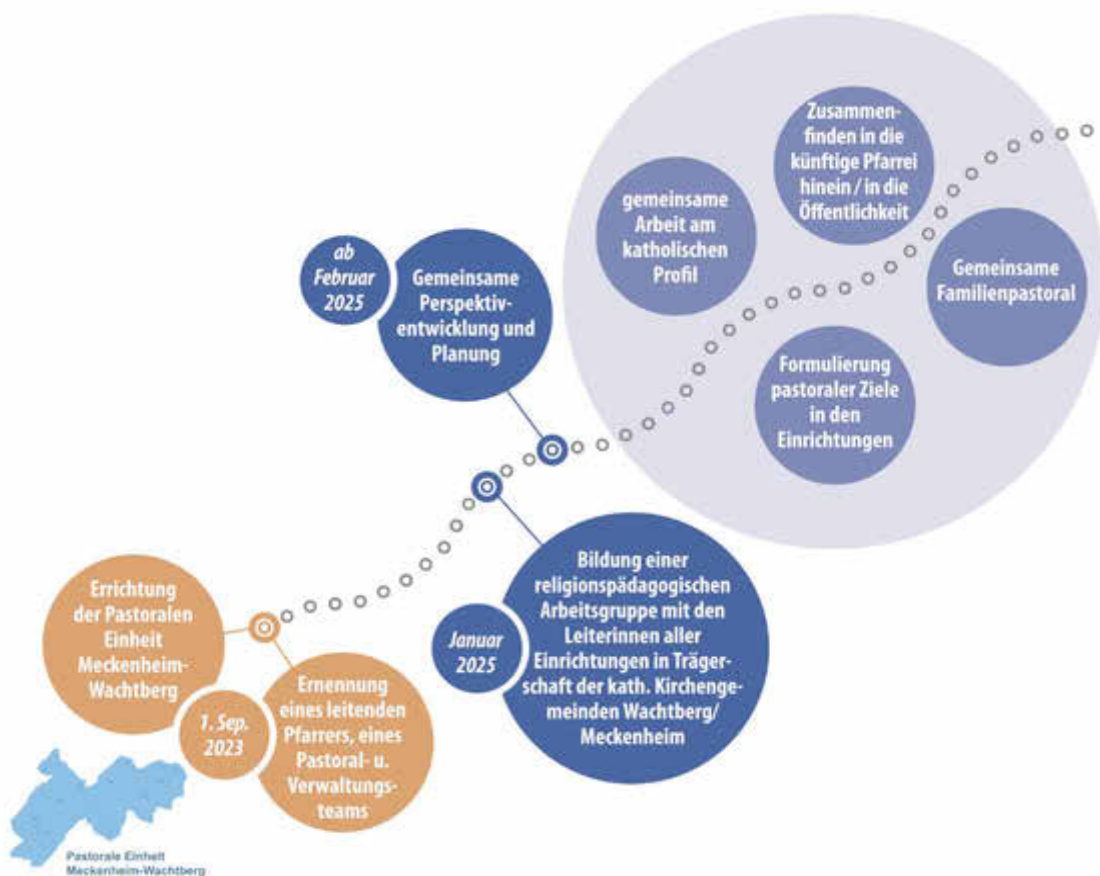 Zusammen-
finden in die
künftige Pfarrei
hinein / in die
Öffentlichkeit
gemeinsame
Arbeit am
katholischen
Profil
Gemeinsame
Familienpastoral
Formulierung
pastoraler Ziele
in den
Einrichtungen
ab
Februar
2025
Gemeinsame
Perspektiv-
entwicklung und
Planung
Januar
2025
Bildung einer
religionspädagogischen
Arbeitsgruppe mit den
Leiterinnen aller
Einrichtungen in Träger-
schaft der kath. Kirchenge-
meinden Wachtberg/
Meckenheim
Errichtung
der Pastoralen
Einheit
Meckenheim-
Wachtberg
1. Sep.
2023
Ernennung
eines leitenden
Pfarrers, eines
Pastoral- u.
Verwaltungs-
teams
Pastorale Einheit
Meckenheim-Wachtberg